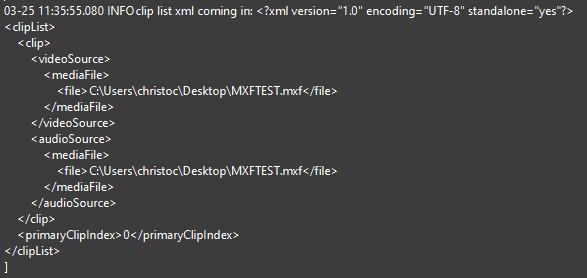 03-25 11:35:55.080 INFO clip list xml coming in: <?xml version="1.0" encoding="UTF-8" standalone="yes"?>
<clipList>
<clip>
<videoSource>
<mediaFile>
<file>C:\Users\christoc\Desktop\MXFTEST.mxf</file>
</mediaFile>
</videoSource>
<audioSource>
<mediaFile>
<file>C:\Users\christoc\Desktop\MXFTEST.mxf</file>
</mediaFile>
</audioSource>
</clip>
<primaryClipIndex>0</primaryClipIndex>
</clipList>
]